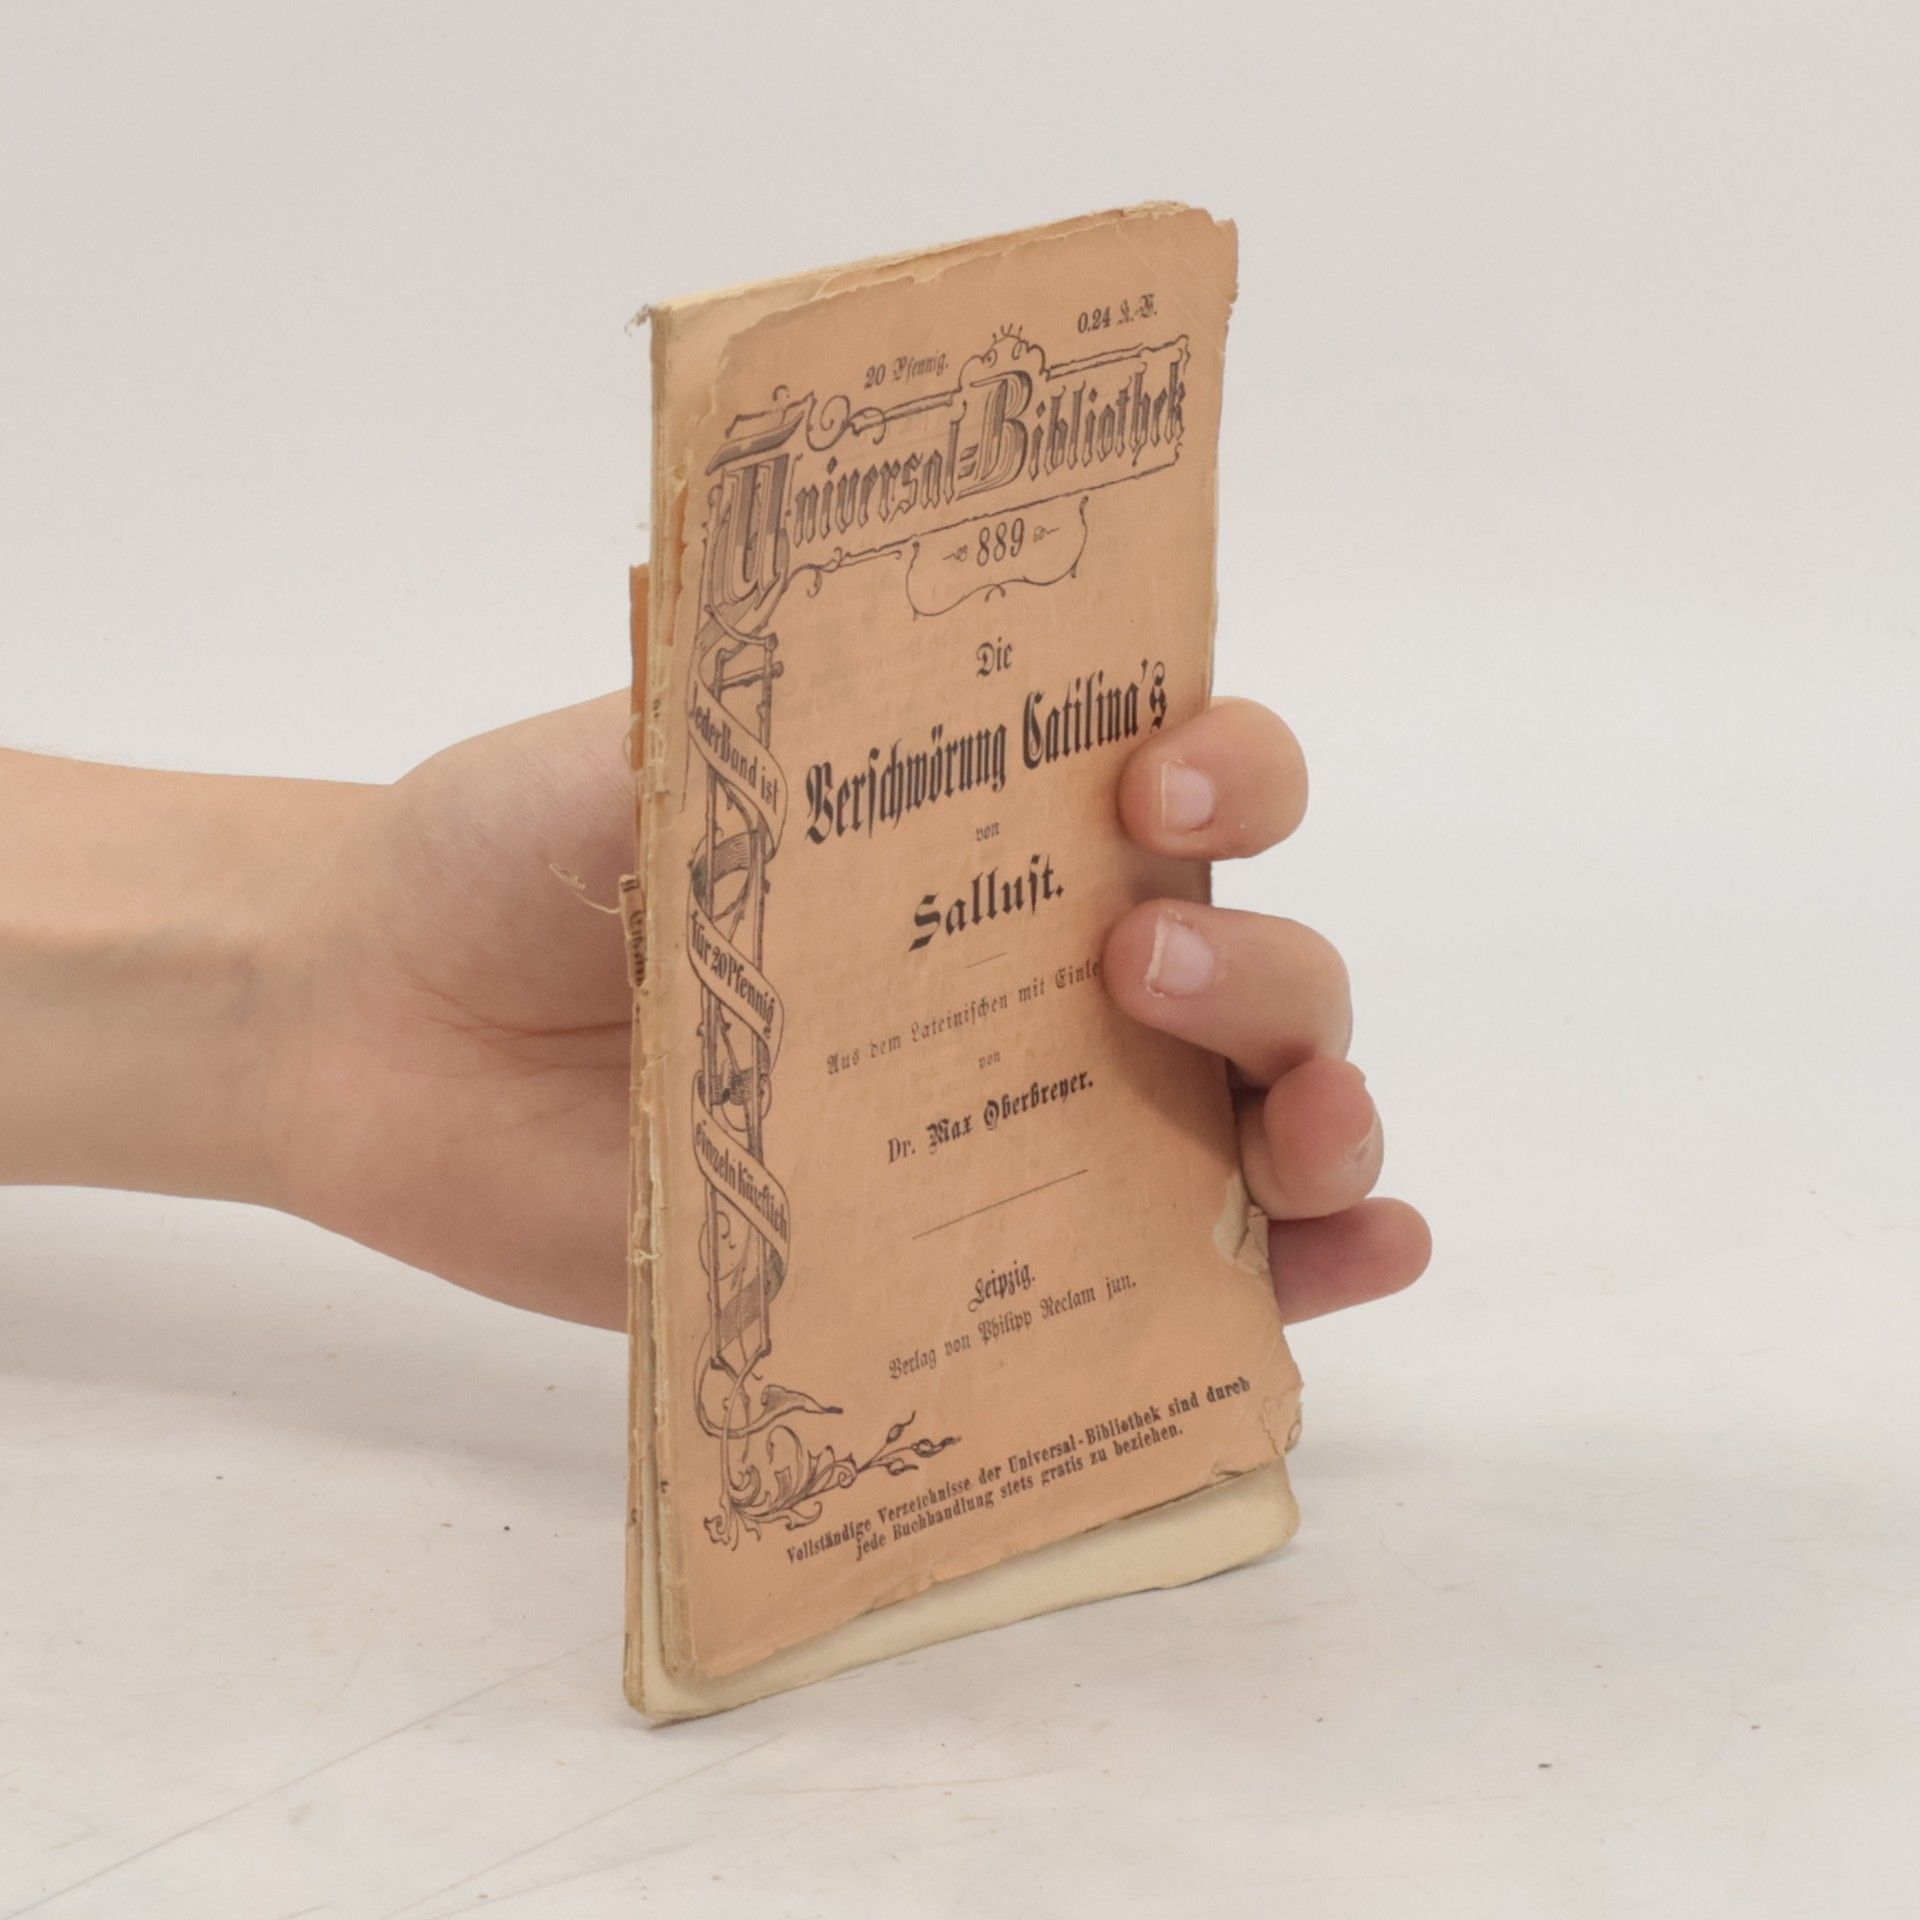 20 Pfennig.
0.24 K.-W.
Universal-Bibliothek
889
Die
Verschwörung Catilina's
von
Sallust.
Aus dem Lateinischen mit
von
Dr. Max Oberbreyer.
Leipzig.
Verlag von Philipp Reclam jun.
Vollständige Verzeichnisse der Universal-Bibliothek sind durch
jede Buchhandlung stets gratis zu beziehen.
Jeder Band ist
für 20 Pfennig
einzeln käuflich